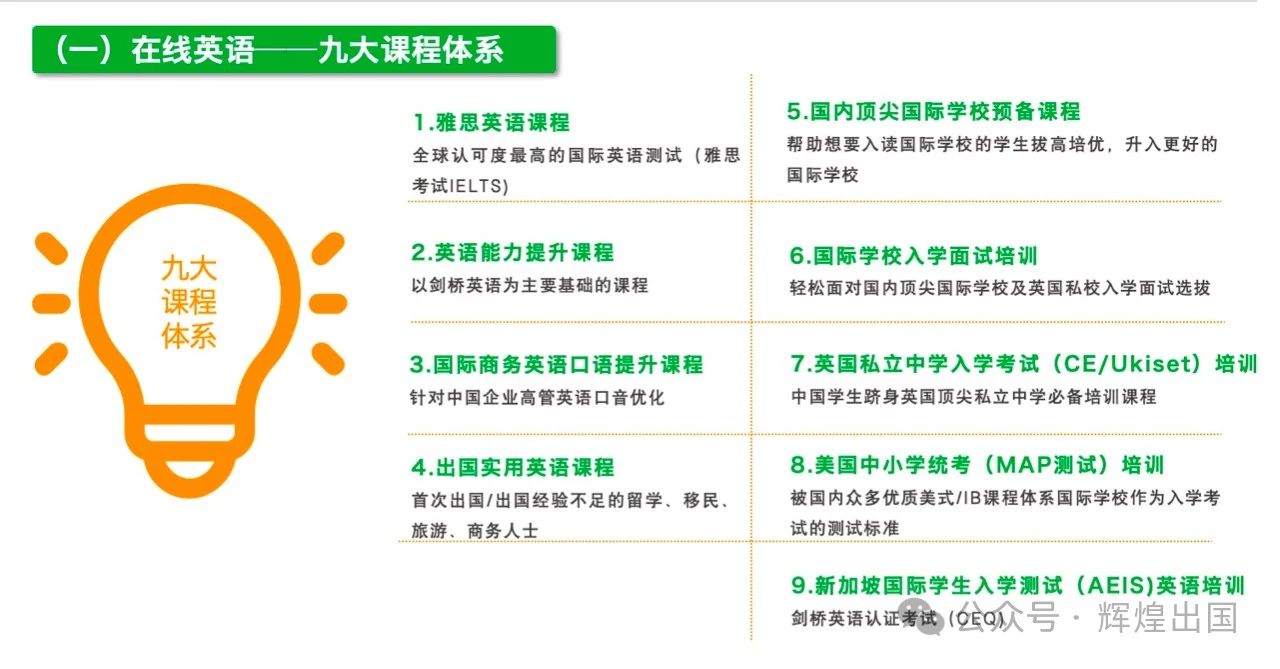 （一）在线英语——九大课程体系
九大
课程
体系
1.雅思英语课程
全球认可度最高的国际英语测试（雅思
考试IELTS)
2.英语能力提升课程
以剑桥英语为主要基础的课程
3.国际商务英语口语提升课程
针对中国企业高管英语口音优化
4.出国实用英语课程
首次出国/出国经验不足的留学、移民、
旅游、商务人士
5.国内顶尖国际学校预备课程
帮助想要入读国际学校的学生拔高培优，升入更好的
国际学校
6.国际学校入学面试培训
轻松面对国内顶尖国际学校及英国私校入学面试选拔
7.英国私立中学入学考试（CE/Ukiset）培训
中国学生跻身英国顶尖私立中学必备培训课程
8.美国中小学统考（MAP测试）培训
被国内众多优质美式/IB课程体系国际学校作为入学考
试的测试标准
9.新加坡国际学生入学测试（AEIS)英语培训
剑桥英语认证考试（CEQ)
公众号·辉煌出国